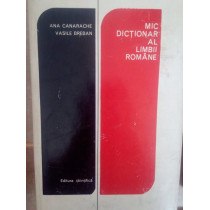 ANA CANARACHE
VASILE BREBAN
MIC
DICȚIONAR
AL
LIMBII
ROMÂNE
Editura științifică